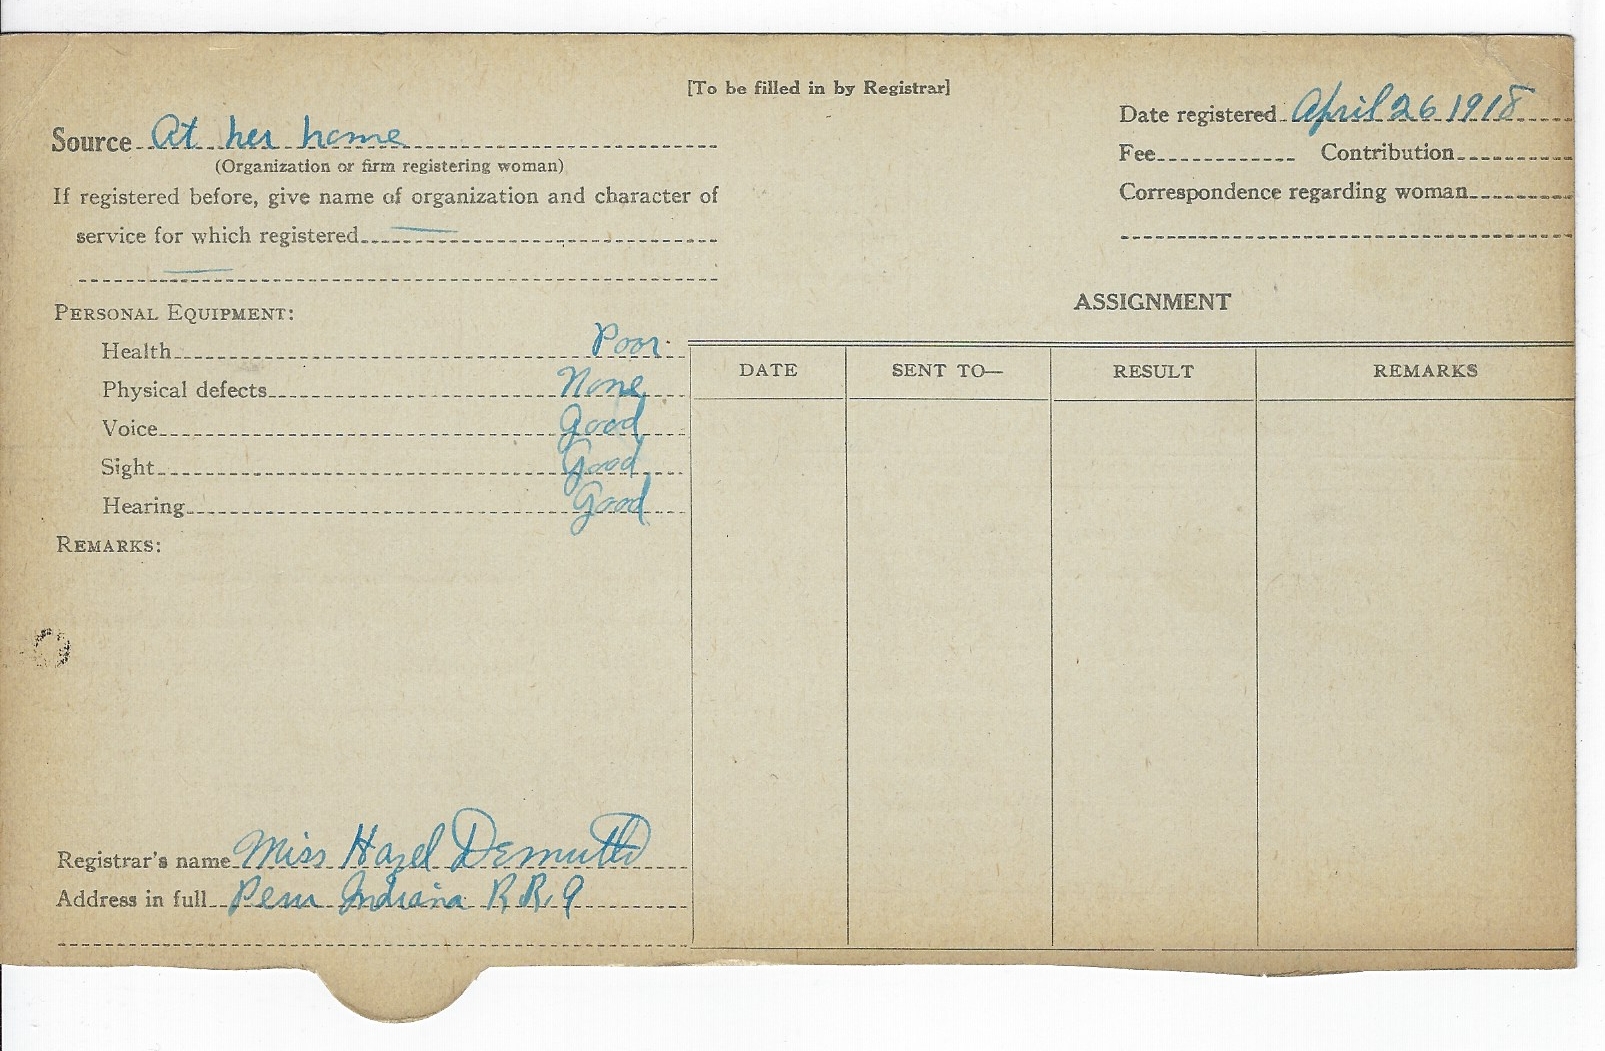 [To be filled in by Registrar]
Source At her home
(Organization or firm registering woman)
If registered before, give name of organization and character of
service for which registered
Date registered April 26 1918
Fee Contribution
Correspondence regarding woman
PERSONAL EQUIPMENT:
Health Poor
Physical defects None
Voice Good
Sight Good
Hearing Good
REMARKS:
Registrar's name Miss Hazel Demuth
Address in full Peru Indiana R.R. 9
ASSIGNMENT
DATE SENT TO— RESULT REMARKS